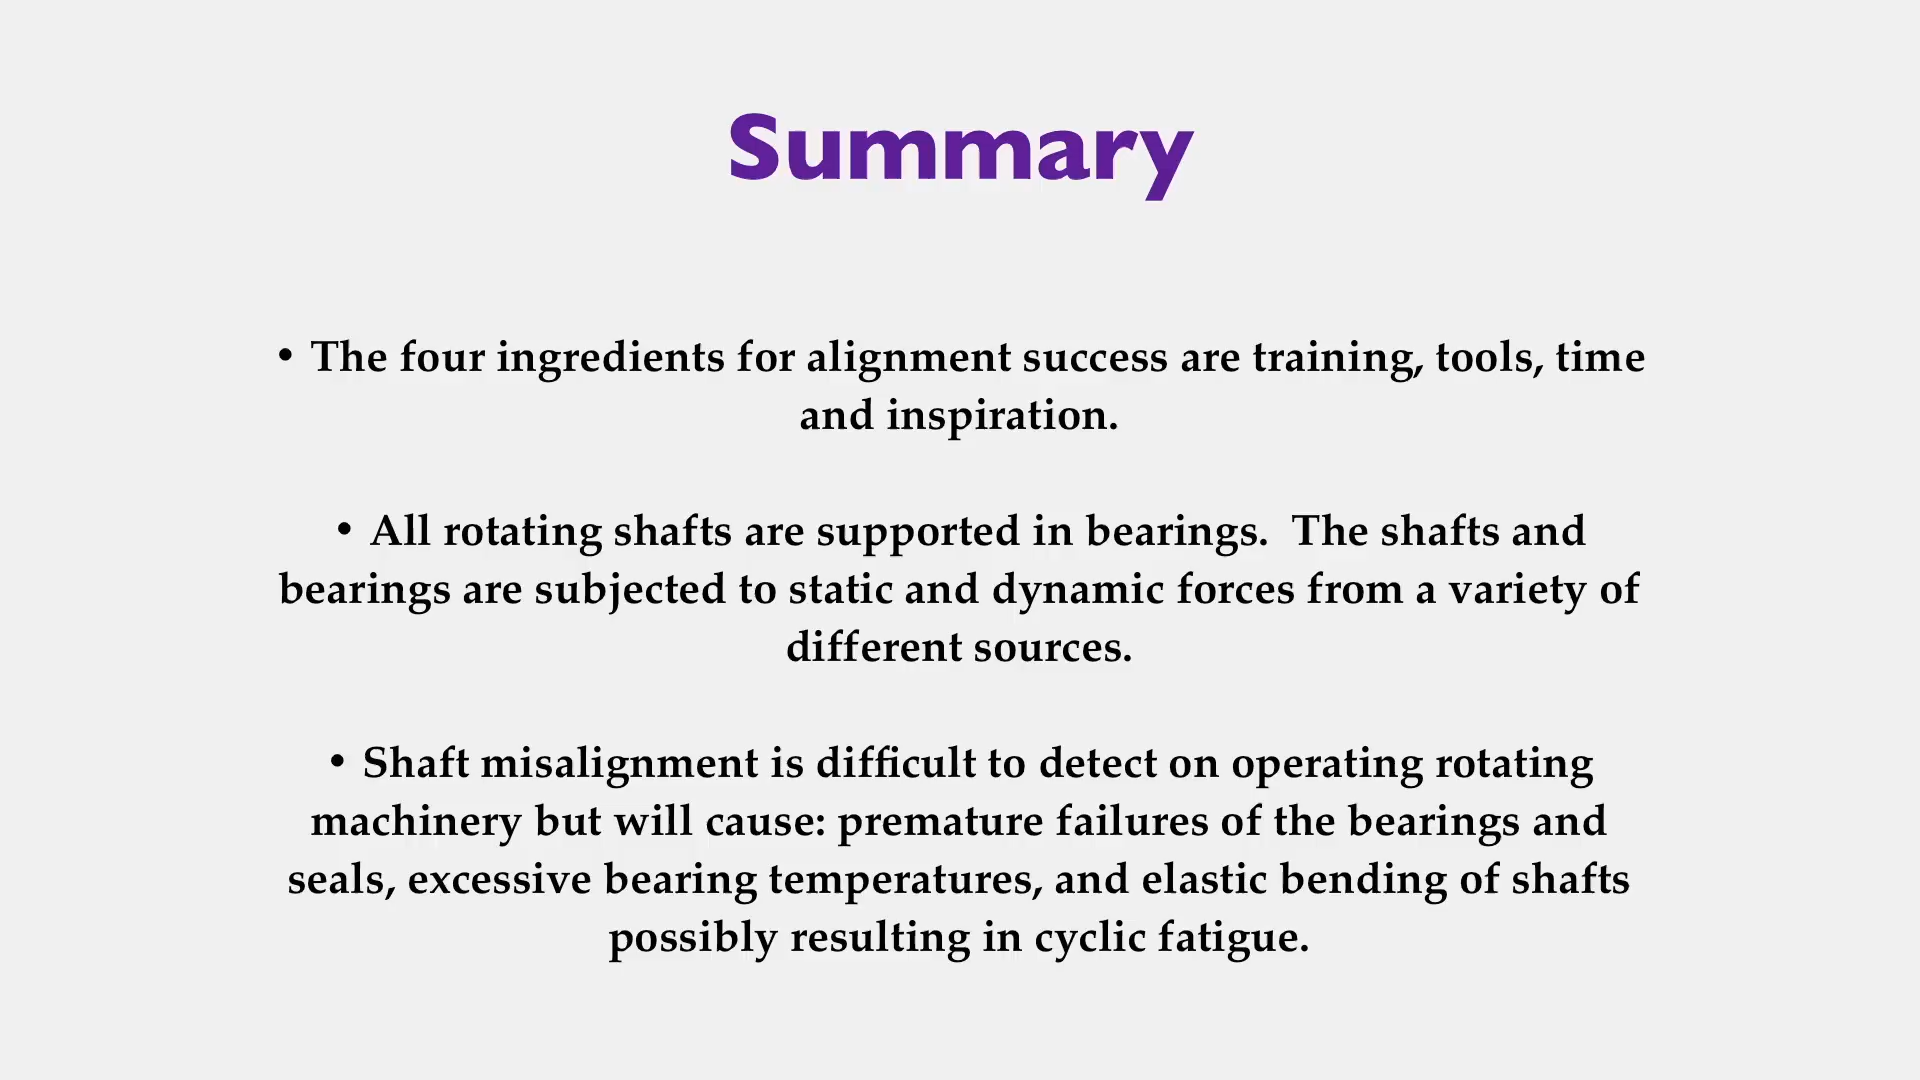 Summary
• The four ingredients for alignment success are training, tools, time
and inspiration.
• All rotating shafts are supported in bearings.  The shafts and
bearings are subjected to static and dynamic forces from a variety of
different sources.
• Shaft misalignment is difficult to detect on operating rotating
machinery but will cause: premature failures of the bearings and
seals, excessive bearing temperatures, and elastic bending of shafts
possibly resulting in cyclic fatigue.